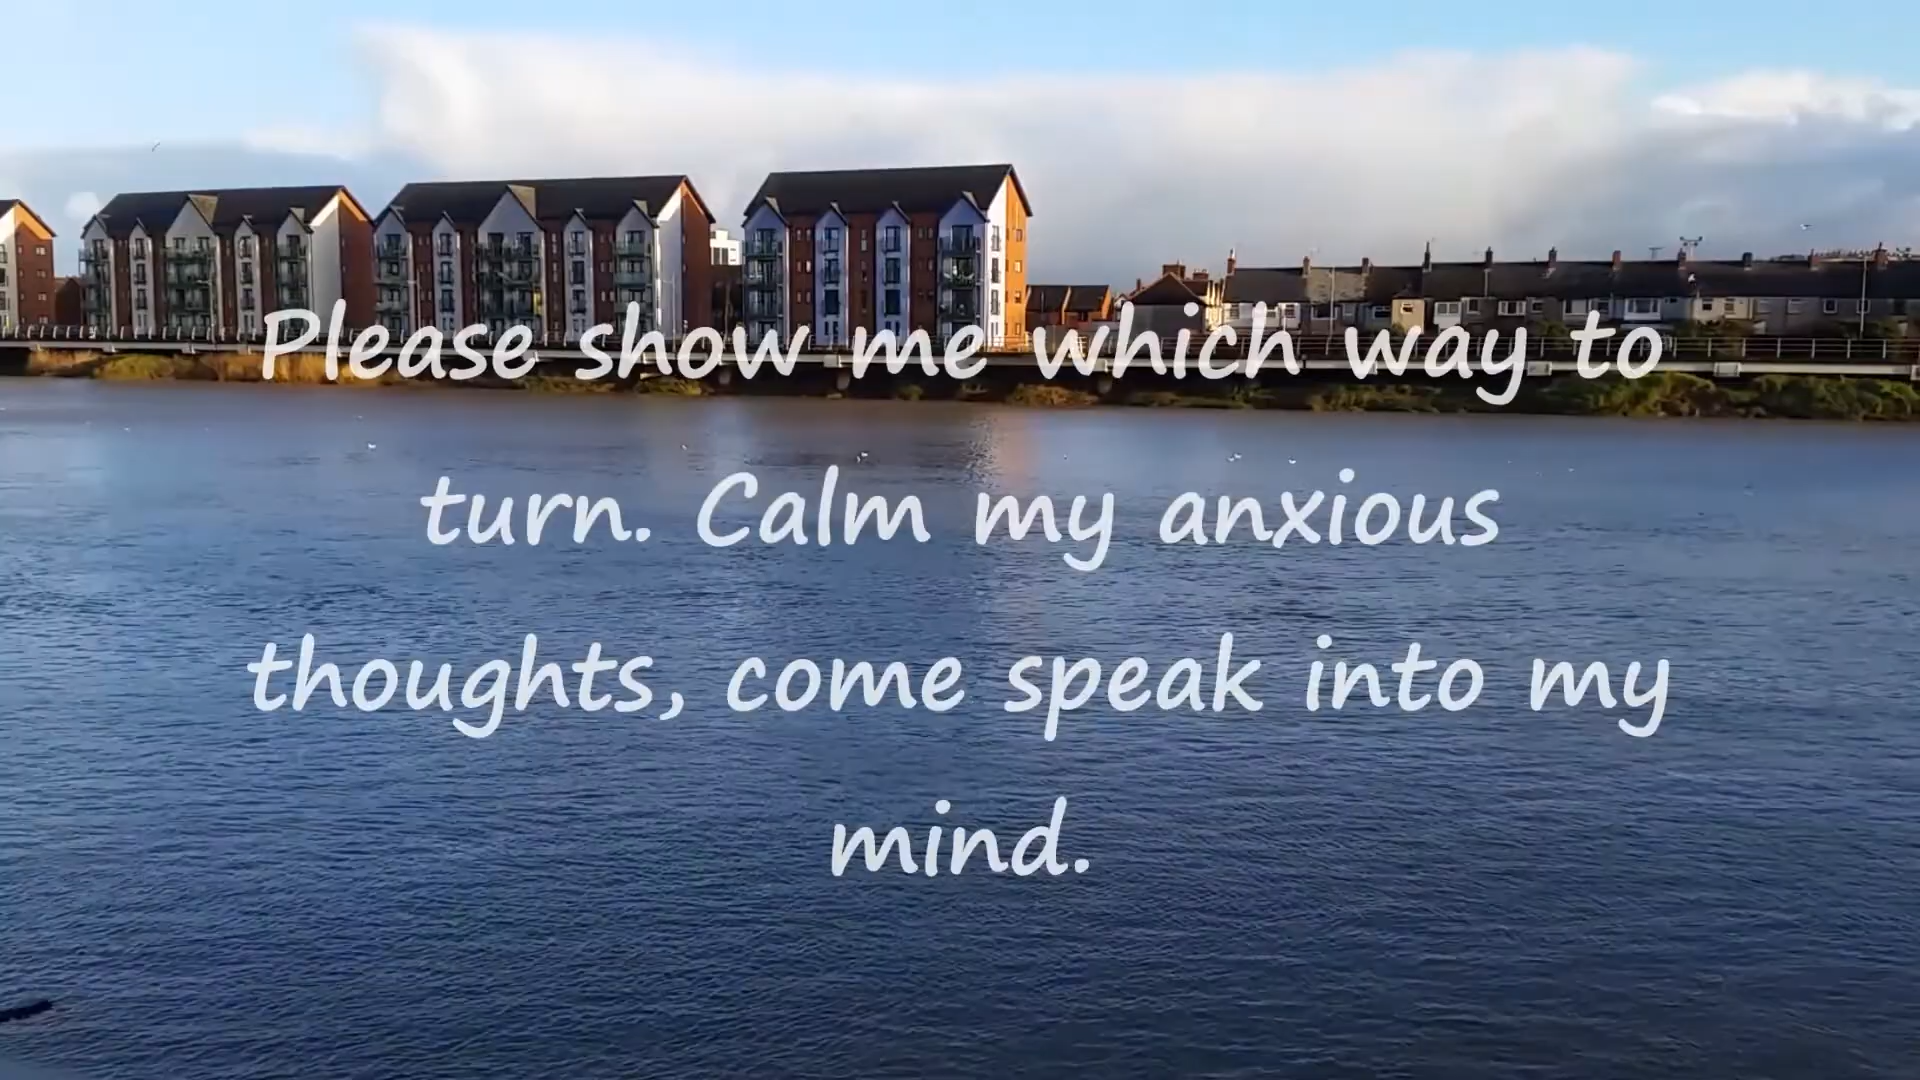 Please show me which way to
turn. Calm my anxious
thoughts, come speak into my
mind.